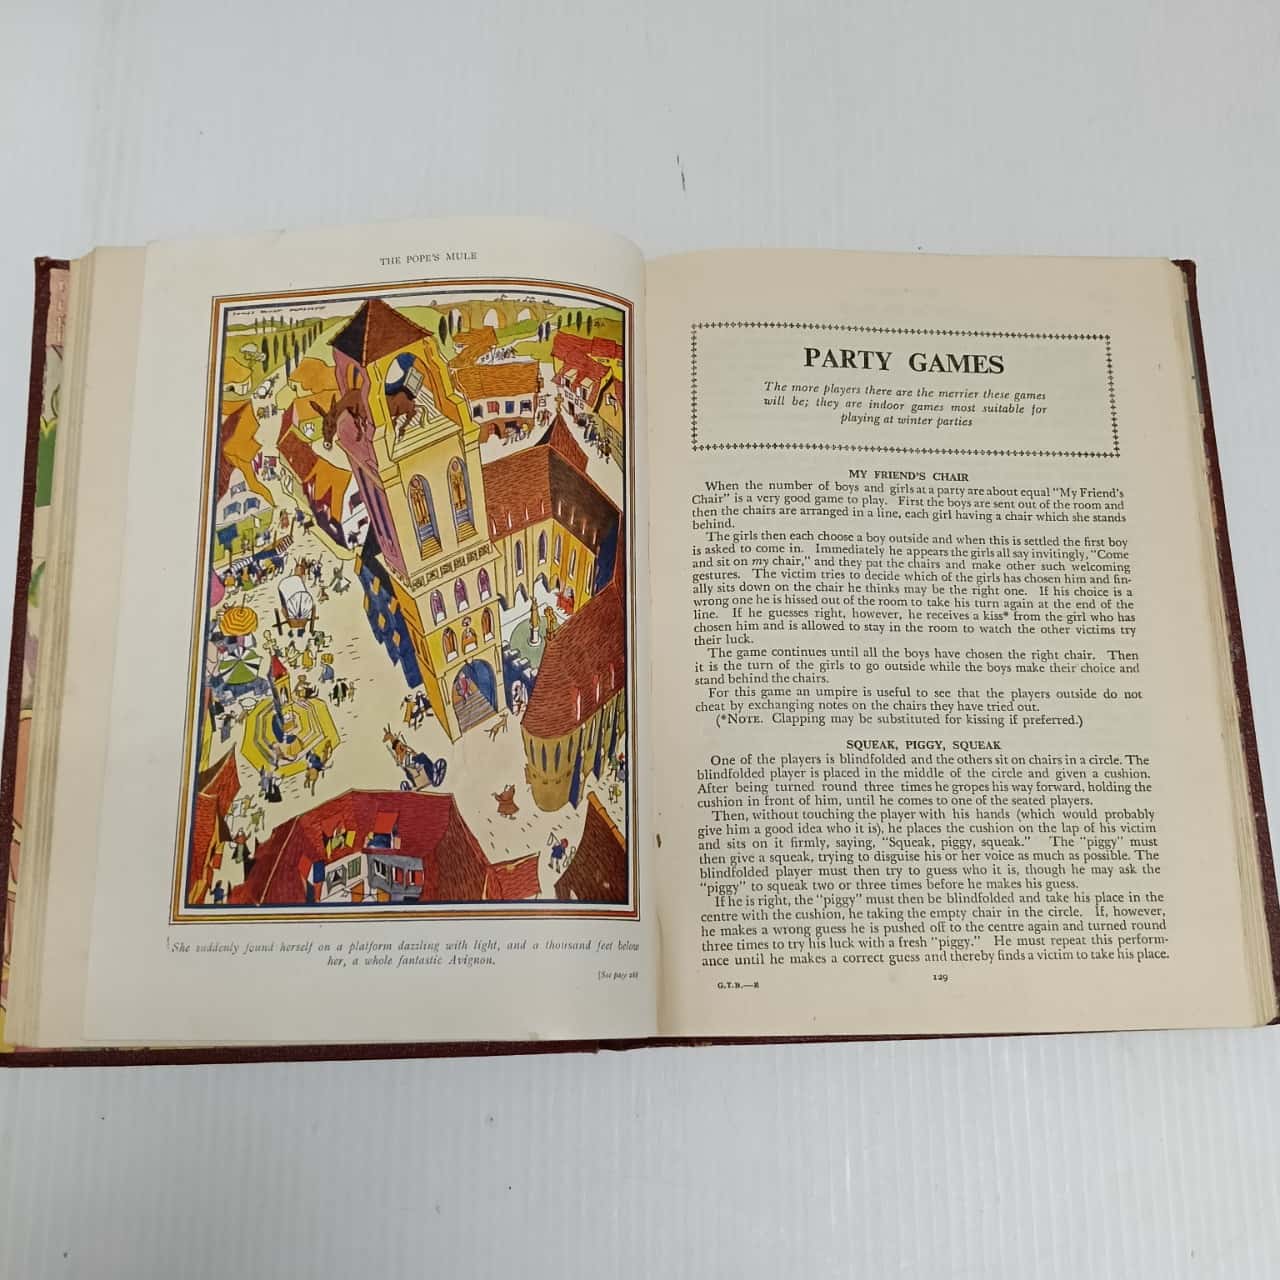 THE POPE'S MULE
She suddenly found herself on a platform dazzling with light, and a thousand feet below
her, a whole fantastic Avignon.
[See page
PARTY GAMES
The more players there are the merrier these games
will be; they are indoor games most suitable for
playing at winter parties
MY FRIEND'S CHAIR
When the number of boys and girls at a party are about equal "My Friend's
Chair" is a very good game to play. First the boys are sent out of the room and
then the chairs are arranged in a line, each girl having a chair which she stands
behind.
The girls then each choose a boy outside and when this is settled the first boy
is asked to come in. Immediately he appears the girls all say invitingly, "Come
and sit on my chair," and they pat the chairs and make other such welcoming
gestures. The victim tries to decide which of the girls has chosen him and fin-
ally sits down on the chair he thinks may be the right one. If his choice is a
wrong one he is hissed out of the room to take his turn again at the end of the
line. If he guesses right, however, he receives a kiss* from the girl who has
chosen him and is allowed to stay in the room to watch the other victims try
their luck.
The game continues until all the boys have chosen the right chair. Then
it is the turn of the girls to go outside while the boys make their choice and
stand behind the chairs.
For this game an umpire is useful to see that the players outside do not
cheat by exchanging notes on the chairs they have tried out.
(*NOTE. Clapping may be substituted for kissing if preferred.)
SQUEAK, PIGGY, SQUEAK
One of the players is blindfolded and the others sit on chairs in a circle. The
blindfolded player is placed in the middle of the circle and given a cushion.
After being turned round three times he gropes his way forward, holding the
cushion in front of him, until he comes to one of the seated players.
Then, without touching the player with his hands (which would probably
give him a good idea who it is), he places the cushion on the lap of his victim
and sits on it firmly, saying, "Squeak, piggy, squeak." The "piggy" must
then give a squeak, trying to disguise his or her voice as much as possible. The
blindfolded player must then try to guess who it is, though he may ask the
"piggy" to squeak two or three times before he makes his guess.
If he is right, the "piggy" must then be blindfolded and take his place in the
centre with the cushion, he taking the empty chair in the circle. If, however,
he makes a wrong guess he is pushed off to the centre again and turned round
three times to try his luck with a fresh "piggy." He must repeat this perform-
ance until he makes a correct guess and thereby finds a victim to take his place.
G.T.B.—E
129